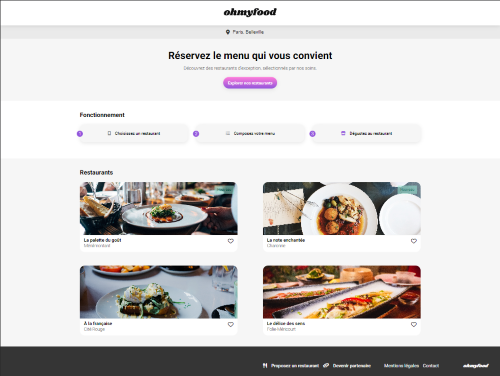 ohmyfood
Paris, Belleville
Réservez le menu qui vous convient
Découvrez des restaurants d'exception, sélectionnés par nos soins.
Explorer nos restaurants
Fonctionnement
1 Choisissez un restaurant
2 Composez votre menu
3 Dégustez au restaurant
Restaurants
La palette du goût
Ménilmontant
La note enchantée
Charonne
À la française
Cité Rouge
Le délice des sens
Folie-Méricourt
Proposer un restaurant Devenir partenaire Mentions légales Contact ohmyfood